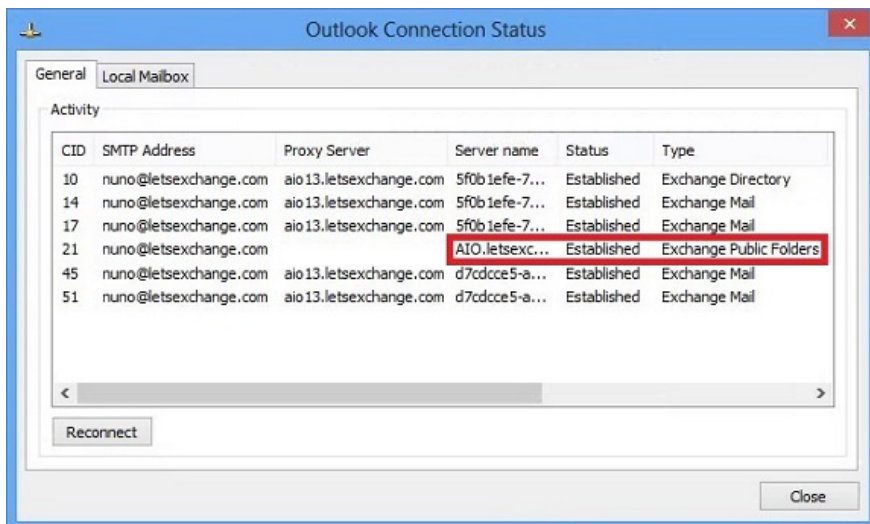 Outlook Connection Status
General Local Mailbox
Activity
CID SMTP Address Proxy Server Server name Status Type
10 nuno@letsexchange.com aio13.letsexchange.com 5f0b1efe-7... Established Exchange Directory
14 nuno@letsexchange.com aio13.letsexchange.com 5f0b1efe-7... Established Exchange Mail
17 nuno@letsexchange.com aio13.letsexchange.com 5f0b1efe-7... Established Exchange Mail
21 nuno@letsexchange.com AIO.letsexc... Established Exchange Public Folders
45 nuno@letsexchange.com aio13.letsexchange.com d7cdcce5-a... Established Exchange Mail
51 nuno@letsexchange.com aio13.letsexchange.com d7cdcce5-a... Established Exchange Mail
Reconnect
Close